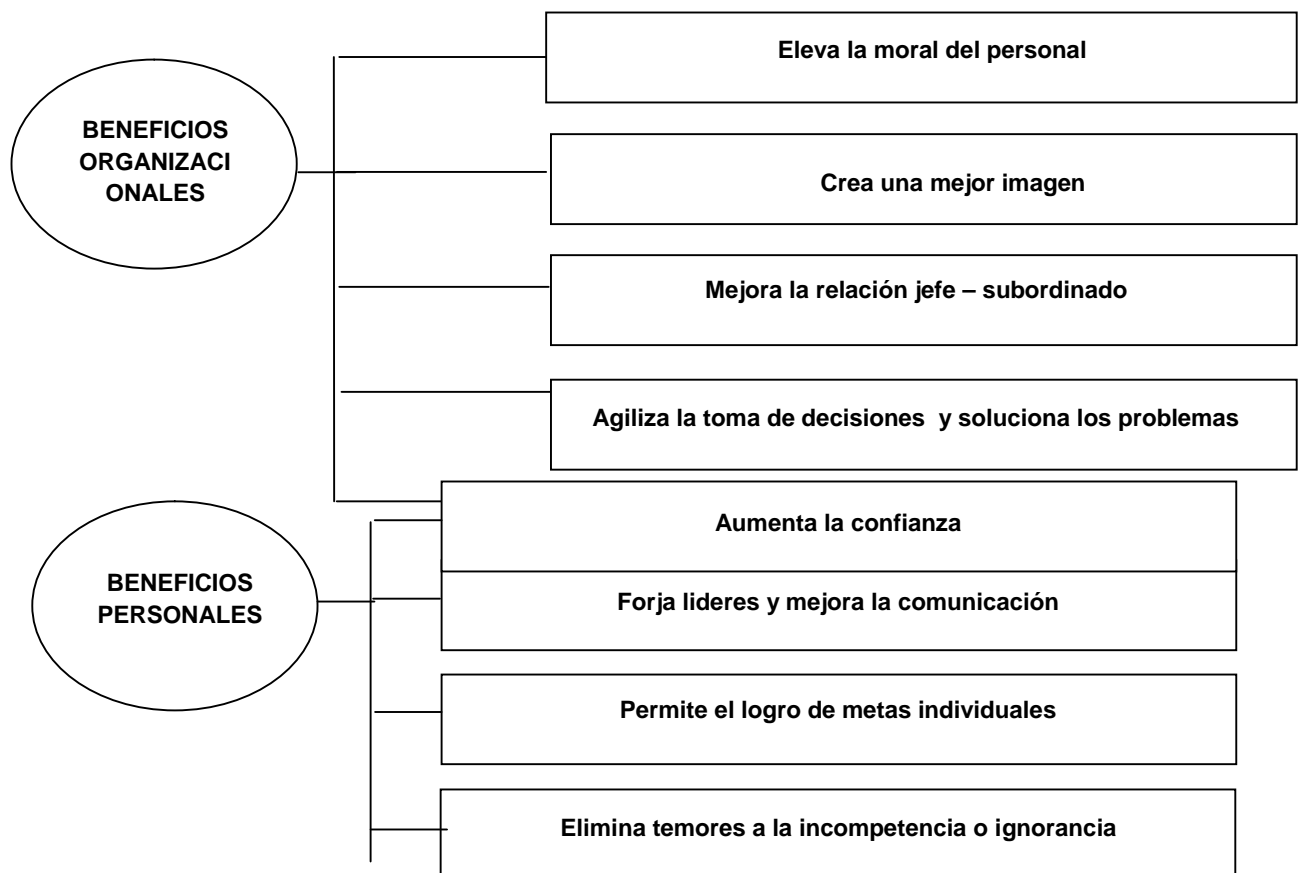 BENEFICIOS
ORGANIZACI
ONALES
Eleva la moral del personal
Crea una mejor imagen
Mejora la relación jefe – subordinado
Agiliza la toma de decisiones y soluciona los problemas
BENEFICIOS
PERSONALES
Aumenta la confianza
Forja lideres y mejora la comunicación
Permite el logro de metas individuales
Elimina temores a la incompetencia o ignorancia